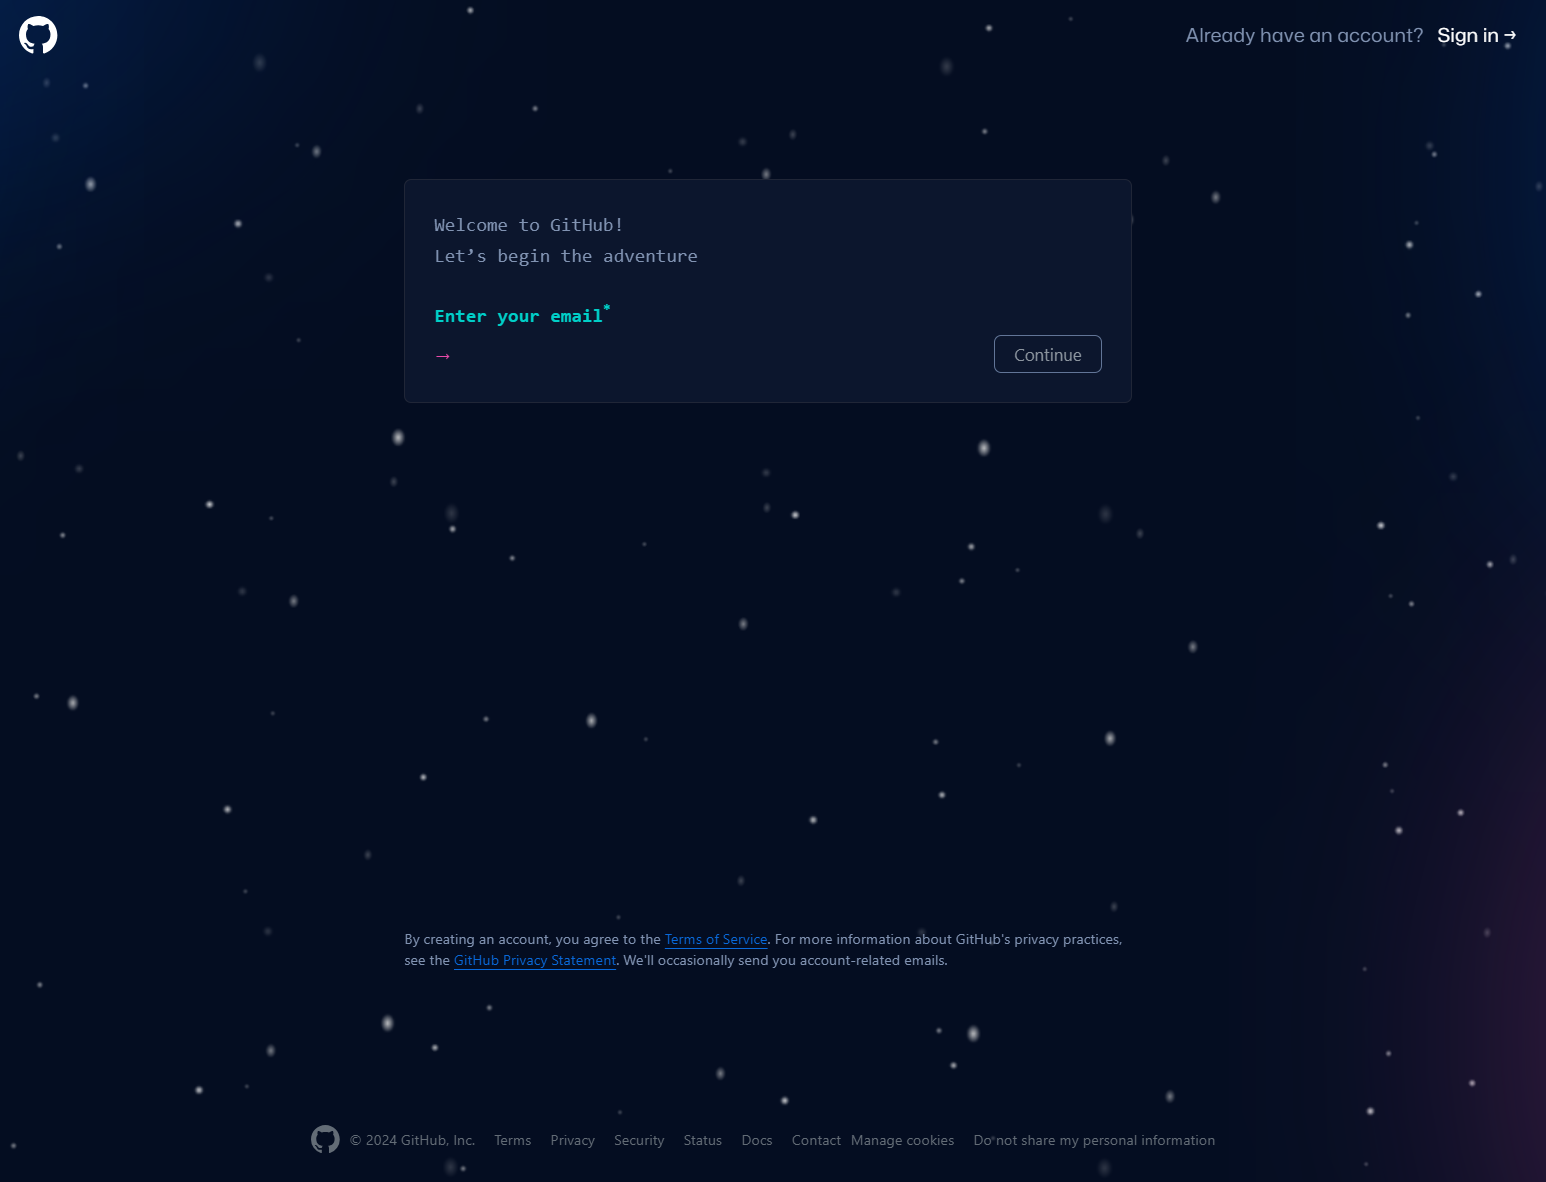 Already have an account? Sign in →
Welcome to GitHub!
Let’s begin the adventure
Enter your email*
→
Continue
By creating an account, you agree to the Terms of Service. For more information about GitHub's privacy practices,
see the GitHub Privacy Statement. We'll occasionally send you account-related emails.
© 2024 GitHub, Inc. Terms Privacy Security Status Docs Contact Manage cookies Do not share my personal information